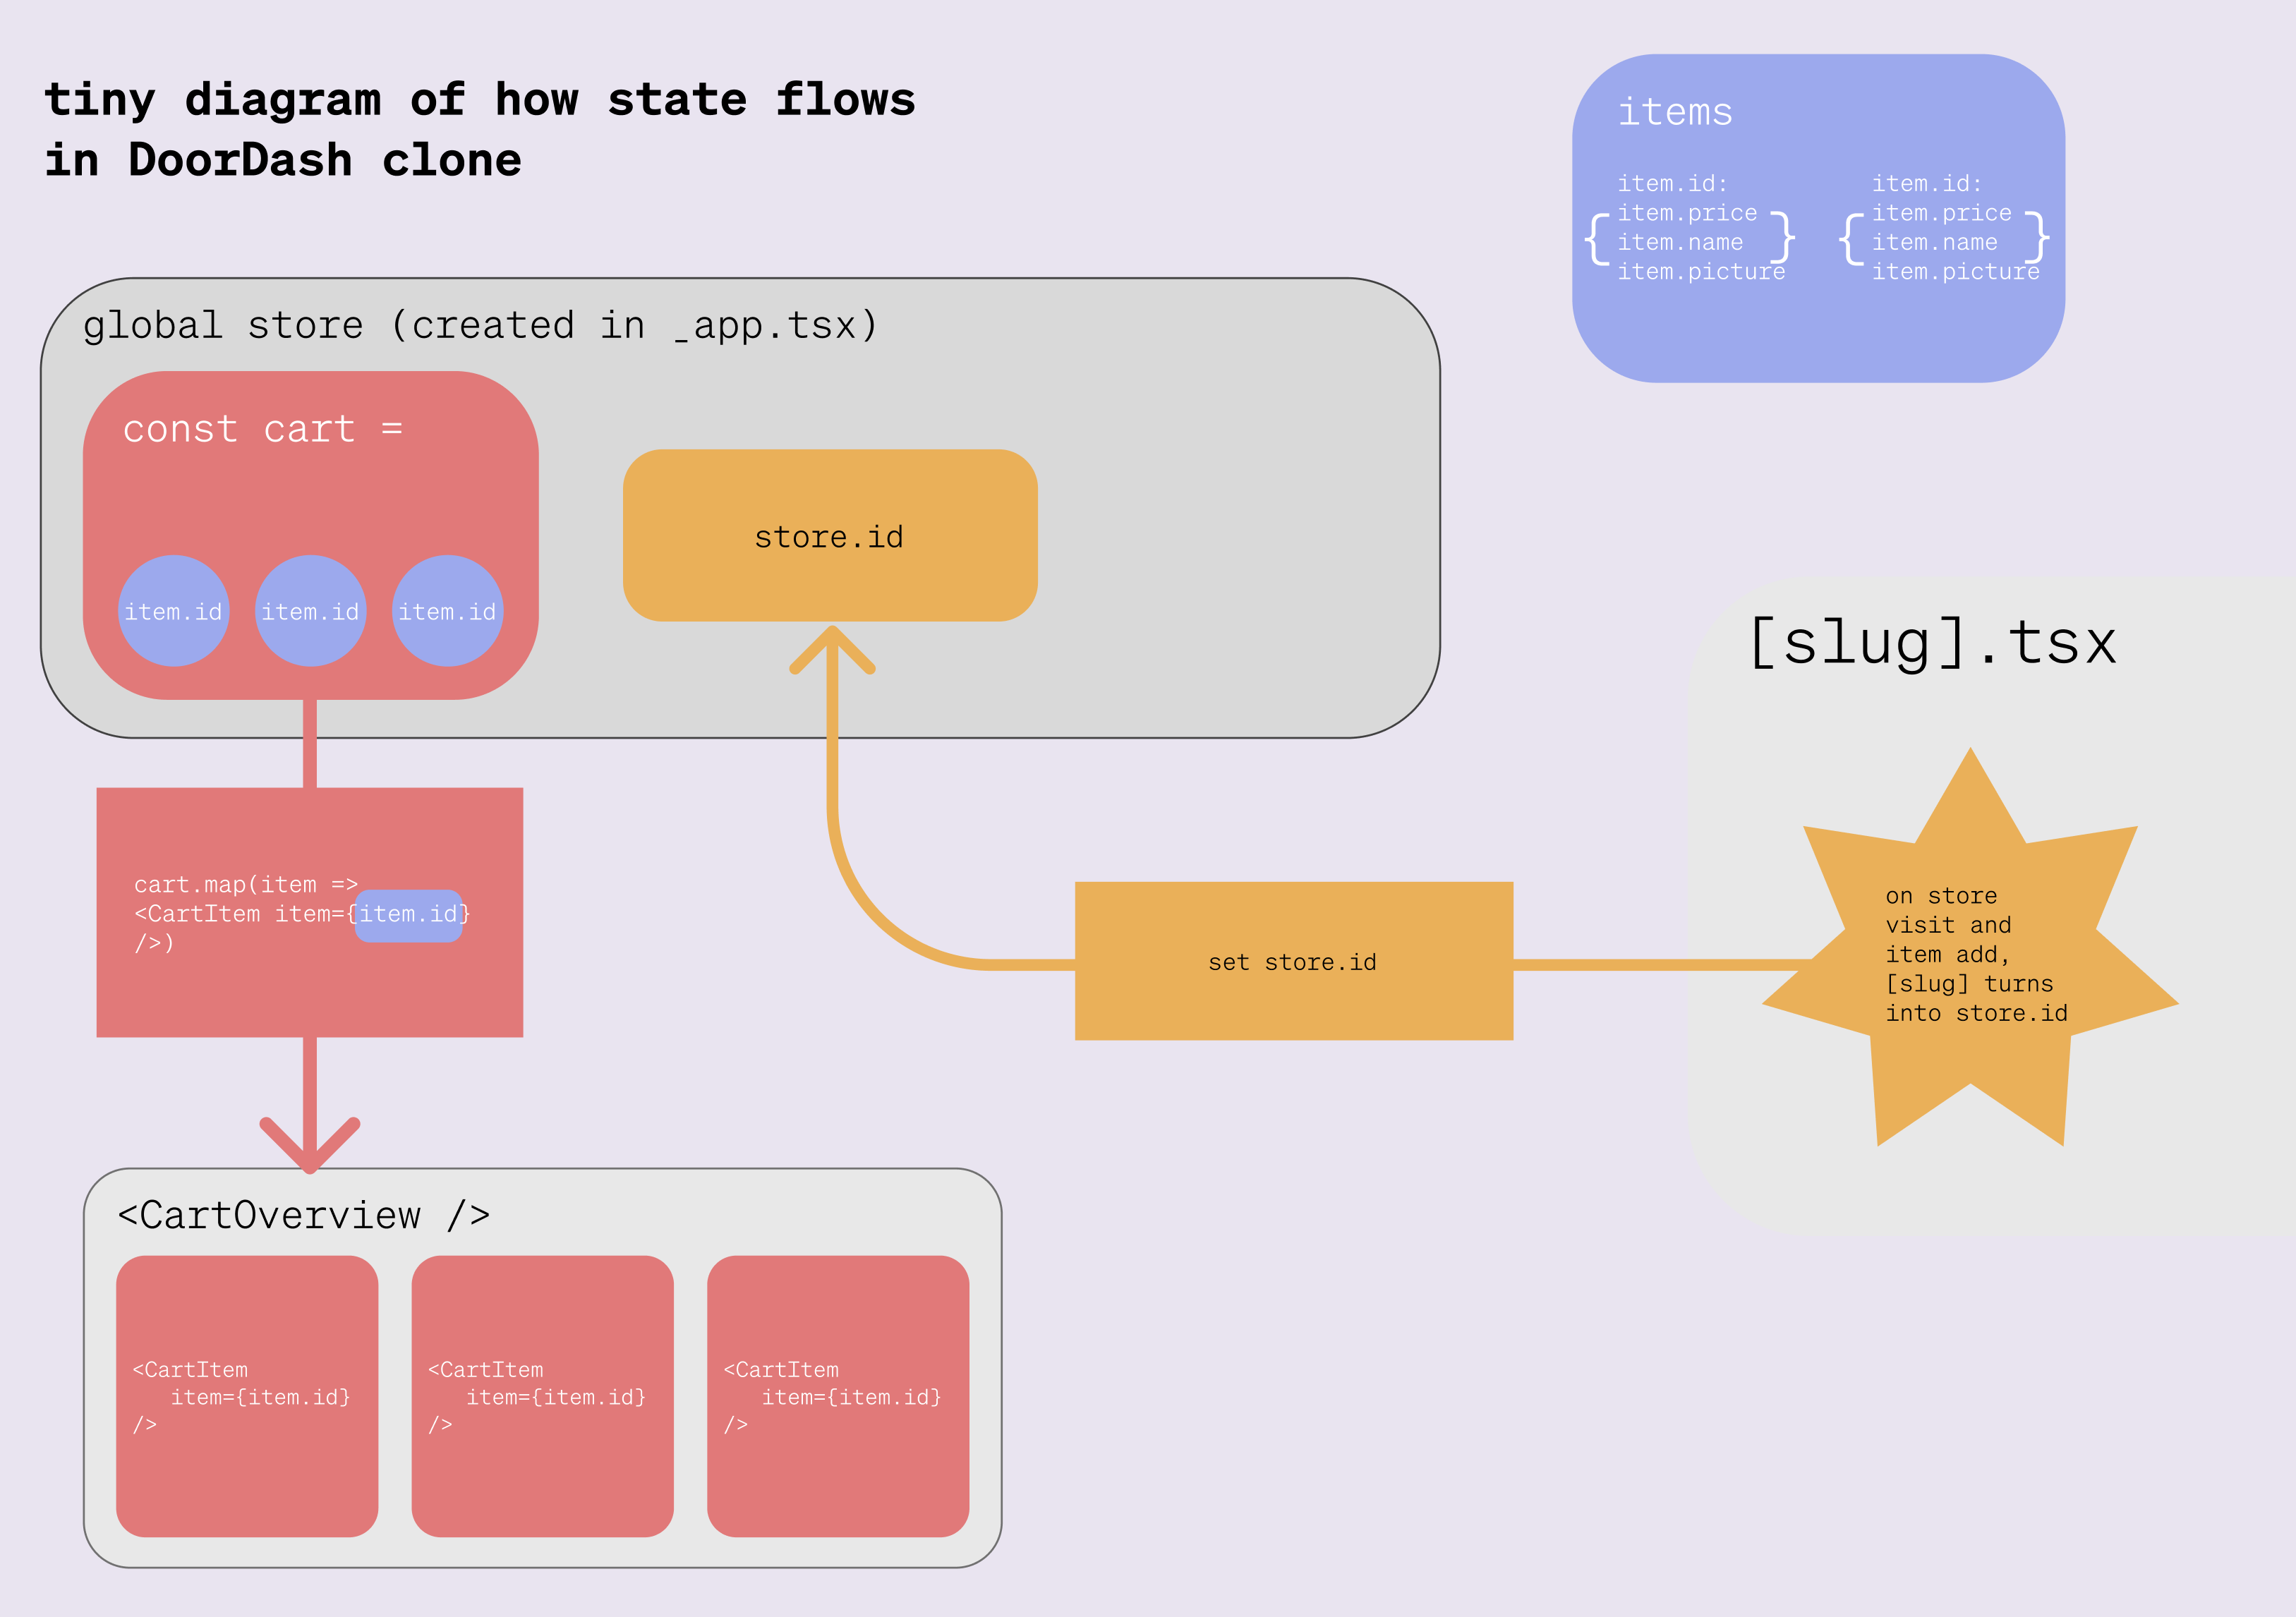 tiny diagram of how state flows
in DoorDash clone
items
item.id:
{ item.price }
item.name
item.picture
item.id:
{ item.price }
item.name
item.picture
global store (created in _app.tsx)
const cart =
item.id
item.id
item.id
store.id
[slug].tsx
on store
visit and
item add,
[slug] turns
into store.id
set store.id
cart.map(item =>
<CartItem item={item.id}
/>)
<CartOverview />
<CartItem
item={item.id}
/>
<CartItem
item={item.id}
/>
<CartItem
item={item.id}
/>